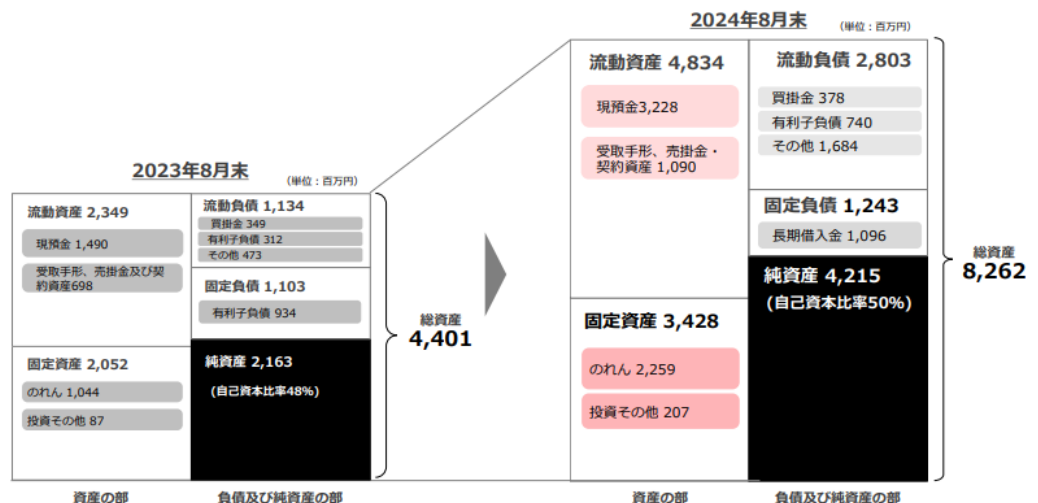 2023年8月末
(単位：百万円)
流動資産 2,349
現預金 1,490
受取手形、売掛金及び契
約資産698
固定資産 2,052
のれん 1,044
投資その他 87
流動負債 1,134
買掛金 349
有利子負債 312
その他 473
固定負債 1,103
有利子負債 934
純資産 2,163
(自己資本比率48%)
総資産
4,401
資産の部
負債及び純資産の部
2024年8月末
(単位：百万円)
流動資産 4,834
現預金3,228
受取手形、売掛金・
契約資産 1,090
固定資産 3,428
のれん 2,259
投資その他 207
流動負債 2,803
買掛金 378
有利子負債 740
その他 1,684
固定負債 1,243
長期借入金 1,096
純資産 4,215
(自己資本比率50%)
総資産
8,262
資産の部
負債及び純資産の部